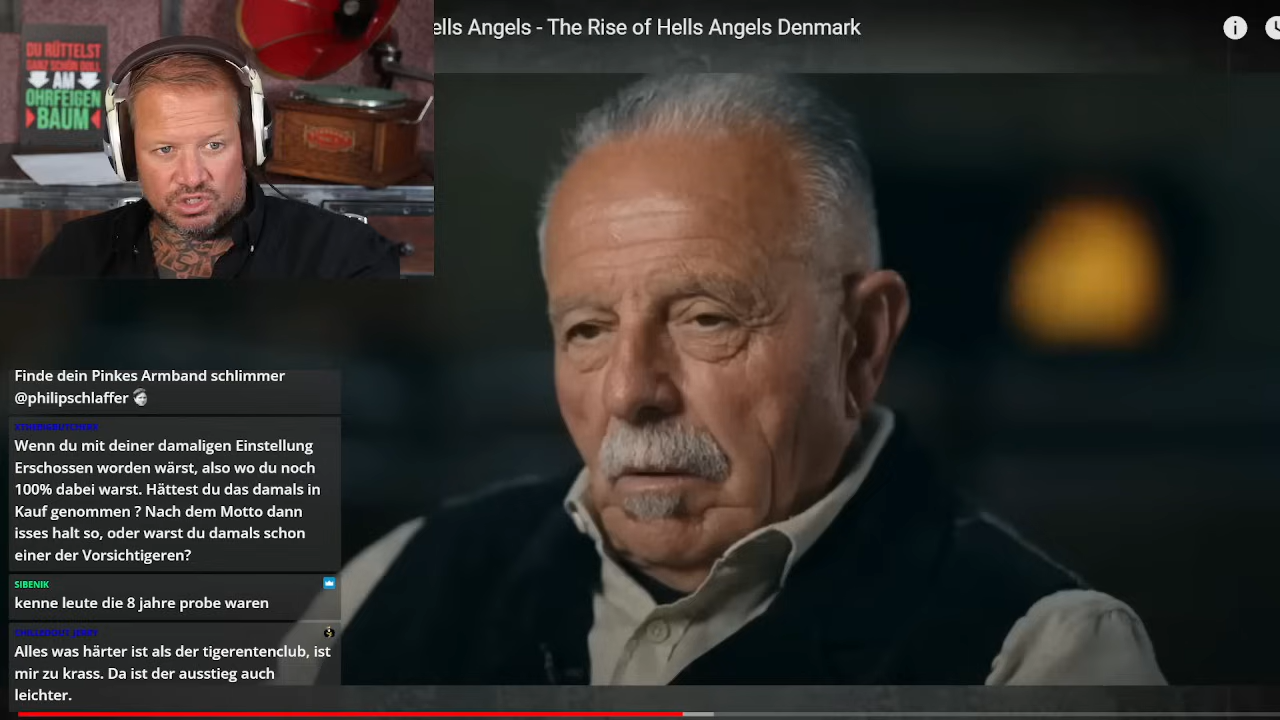 ells Angels - The Rise of Hells Angels Denmark
DU RÜTTELST
GANZ SCHÖN DOLL
AM
OHRFEIGEN
BAUM
Finde dein Pinkes Armband schlimmer
@philipschlaffer
Wenn du mit deiner damaligen Einstellung
Erschossen worden wärst, also wo du noch
100% dabei warst. Hättest du das damals in
Kauf genommen ? Nach dem Motto dann
isses halt so, oder warst du damals schon
einer der Vorsichtigeren?
SIBENIK
kenne leute die 8 jahre probe waren
Alles was härter ist als der tigerentenclub, ist
mir zu krass. Da ist der ausstieg auch
leichter.